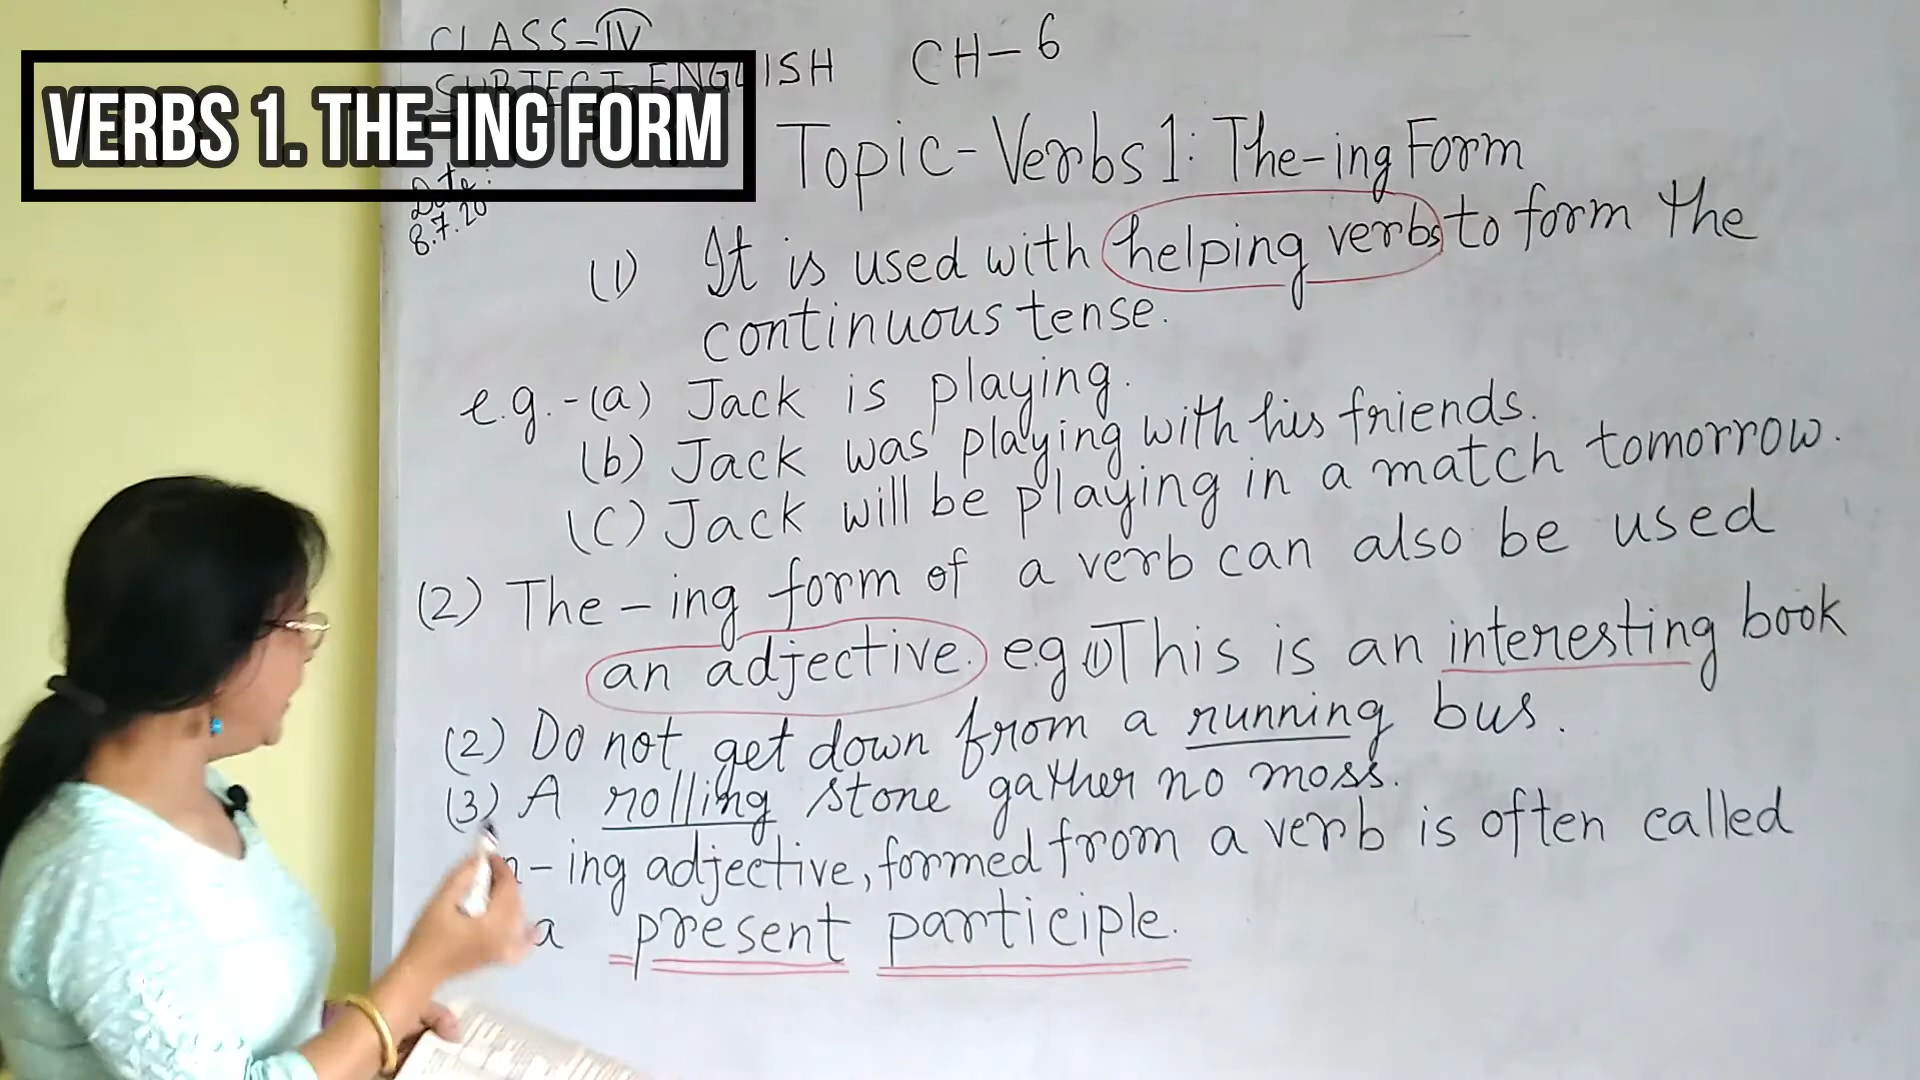 CLASS-IV
SUBJECT-ENGLISH CH-6
VERBS 1. THE-ING FORM
Topic-Verbs 1: The-ing Form
Date:
8.7.20
(1) It is used with helping verbs to form the
continuous tense.
e.g.-(a) Jack is playing.
(b) Jack was playing with his friends.
(C) Jack will be playing in a match tomorrow.
(2) The-ing form of a verb can also be used
an adjective. e.g (1) This is an interesting book
(2) Do not get down from a running bus.
(3) A rolling stone gather no moss.
-ing adjective, formed from a verb is often called
a present participle.